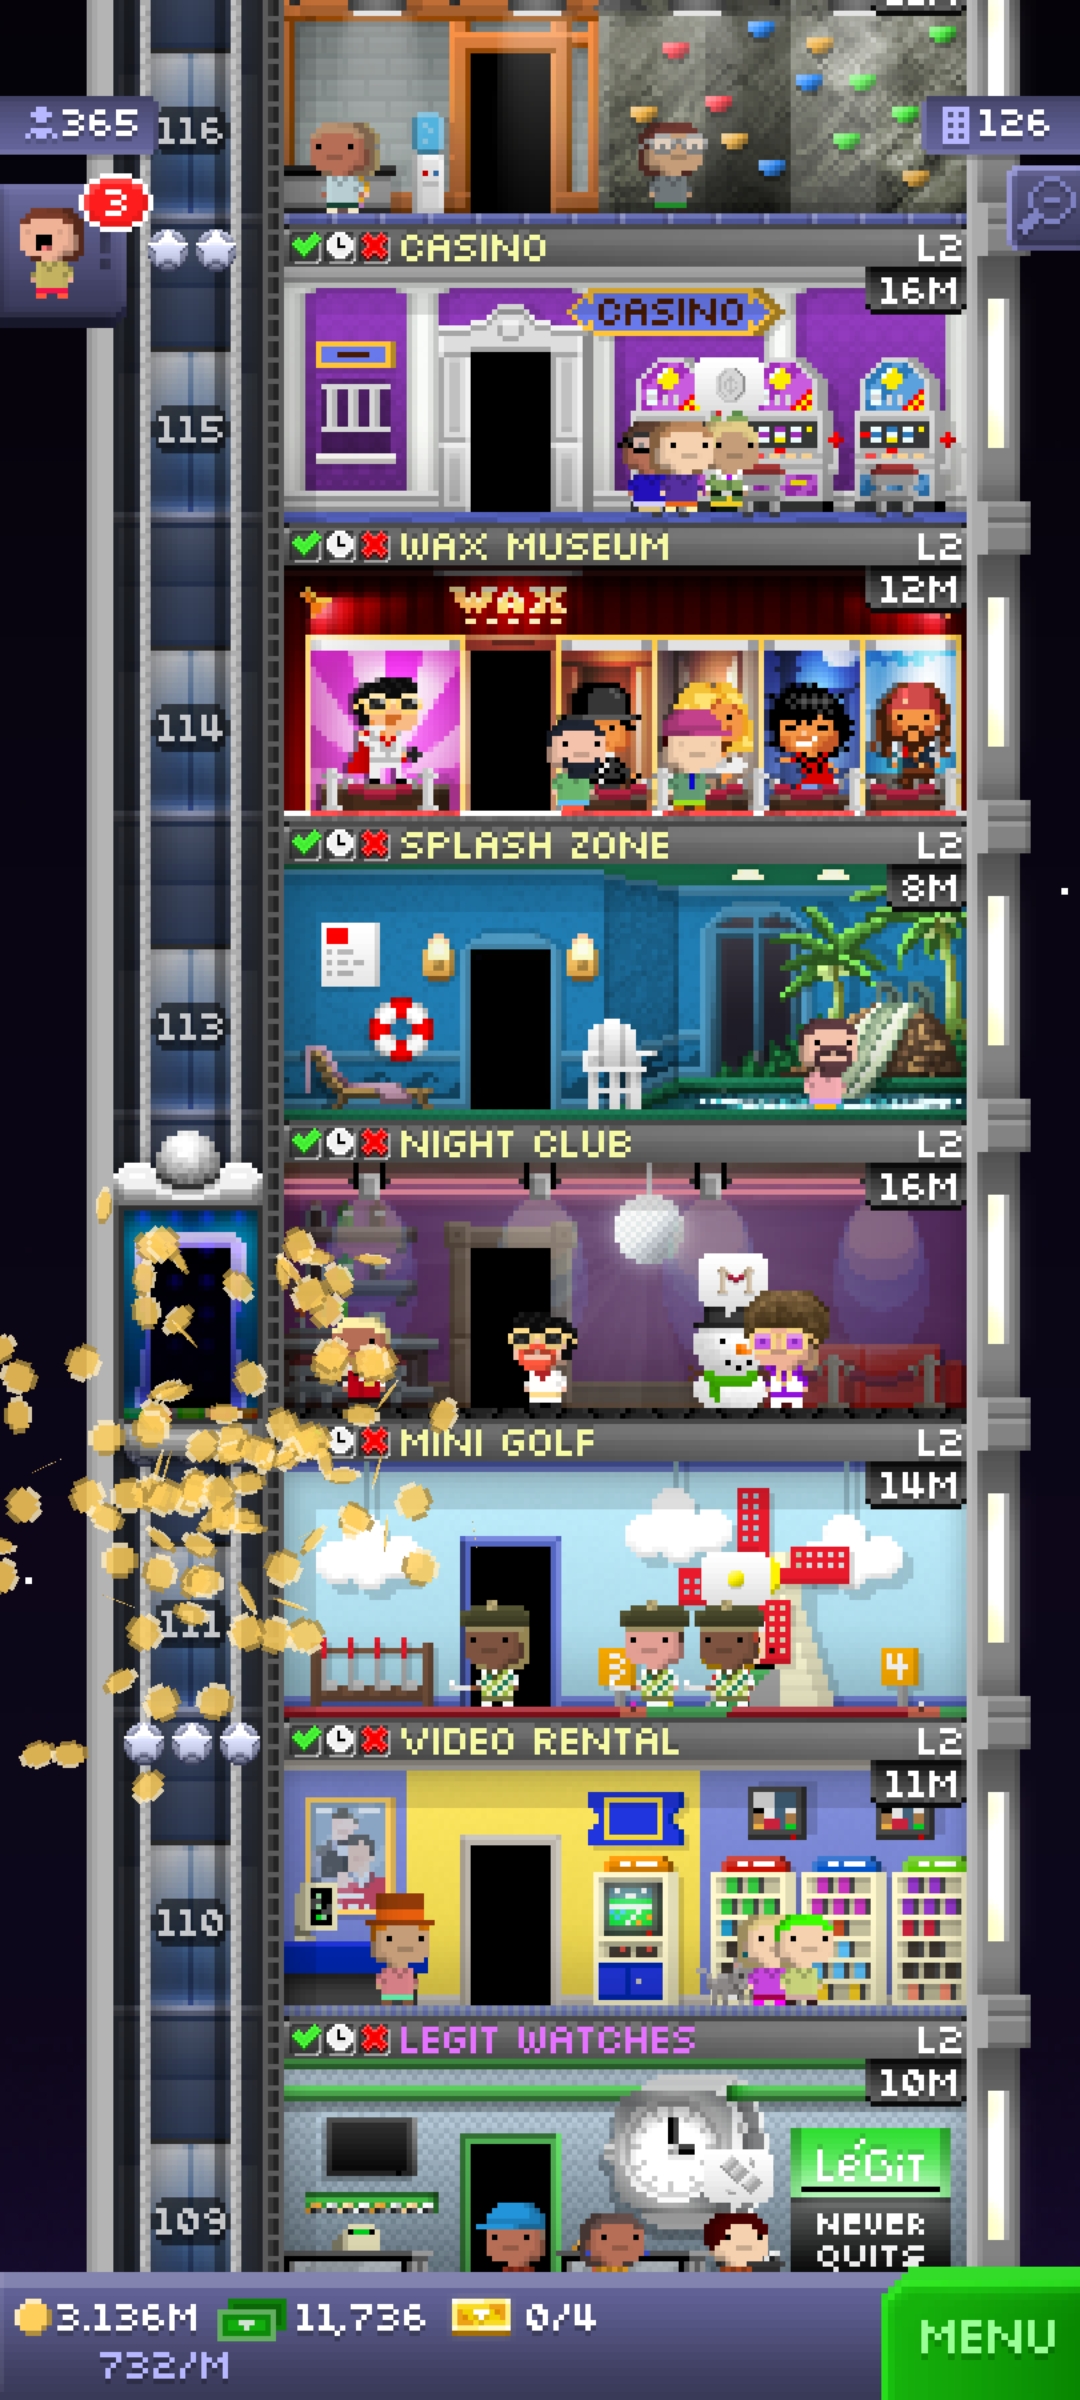 365
116
126
3
CASINO L2
16M
CASINO
115
WAX MUSEUM L2
12M
WAX
114
SPLASH ZONE L2
8M
113
NIGHT CLUB L2
16M
M
MINI GOLF L2
14M
111
3
4
VIDEO RENTAL L2
11M
110
LEGIT WATCHES L2
10M
LéGiT
NEVER
QUITS
109
3.136M 11,736 0/4
732/M
MENU